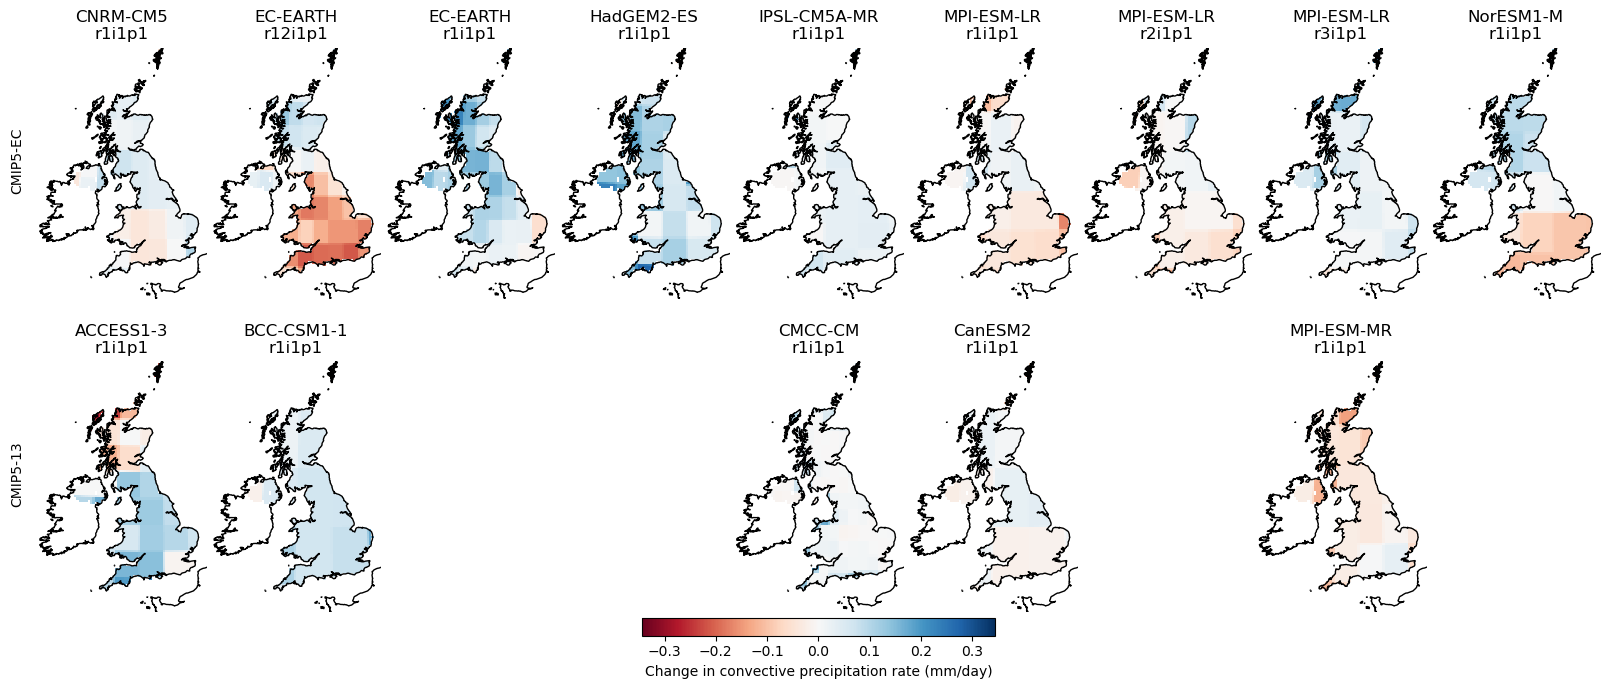 CNRM-CM5
r1i1p1
EC-EARTH
r12i1p1
EC-EARTH
r1i1p1
HadGEM2-ES
r1i1p1
IPSL-CM5A-MR
r1i1p1
MPI-ESM-LR
r1i1p1
MPI-ESM-LR
r2i1p1
MPI-ESM-LR
r3i1p1
NorESM1-M
r1i1p1
CMIP5-EC
ACCESS1-3
r1i1p1
BCC-CSM1-1
r1i1p1
CMCC-CM
r1i1p1
CanESM2
r1i1p1
MPI-ESM-MR
r1i1p1
CMIP5-13
−0.3 −0.2 −0.1 0.0 0.1 0.2 0.3
Change in convective precipitation rate (mm/day)